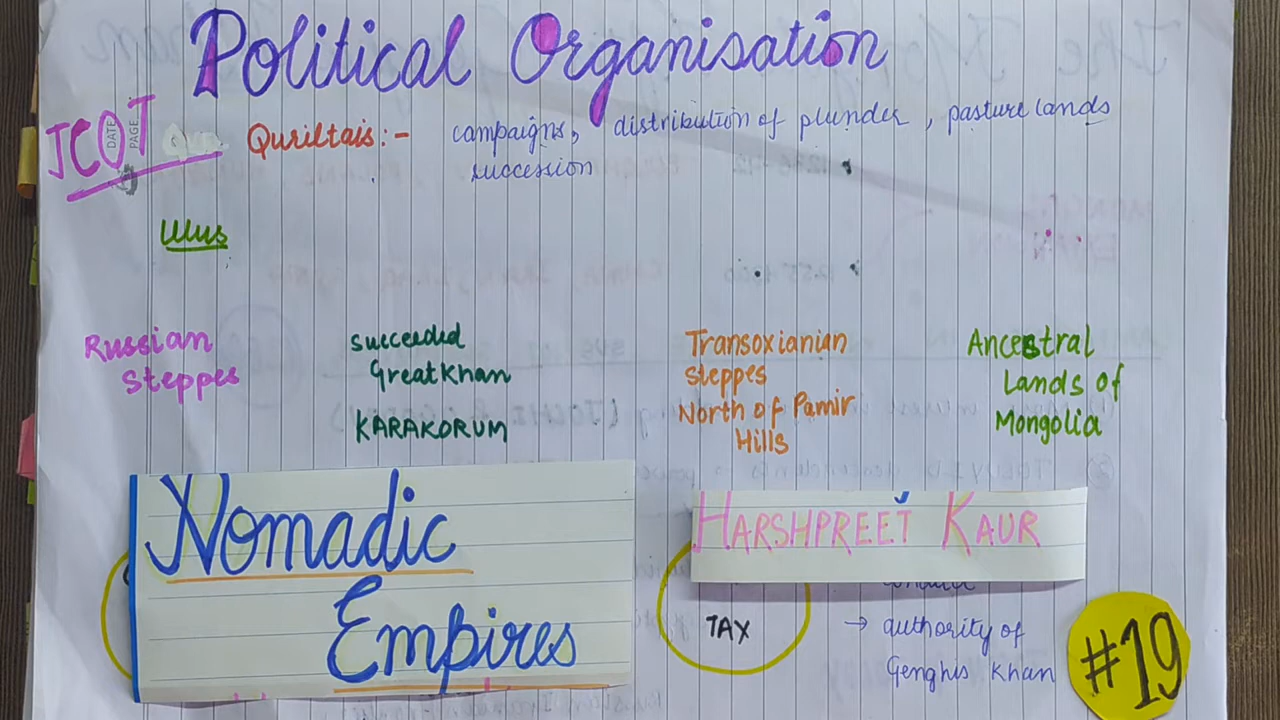 Political Organisation
JCOT
DATE
PAGE
Quriltais:- campaigns, distribution of plunder, pasture lands
succession
Ulus
Russian Steppes
succeeded Great Khan
KARAKORUM
Transoxianian steppes
North of Pamir Hills
Ancestral Lands of Mongolia
Nomadic
Empires
HARSHPREET KAUR
TAX
→ authority of
Genghis Khan
#19